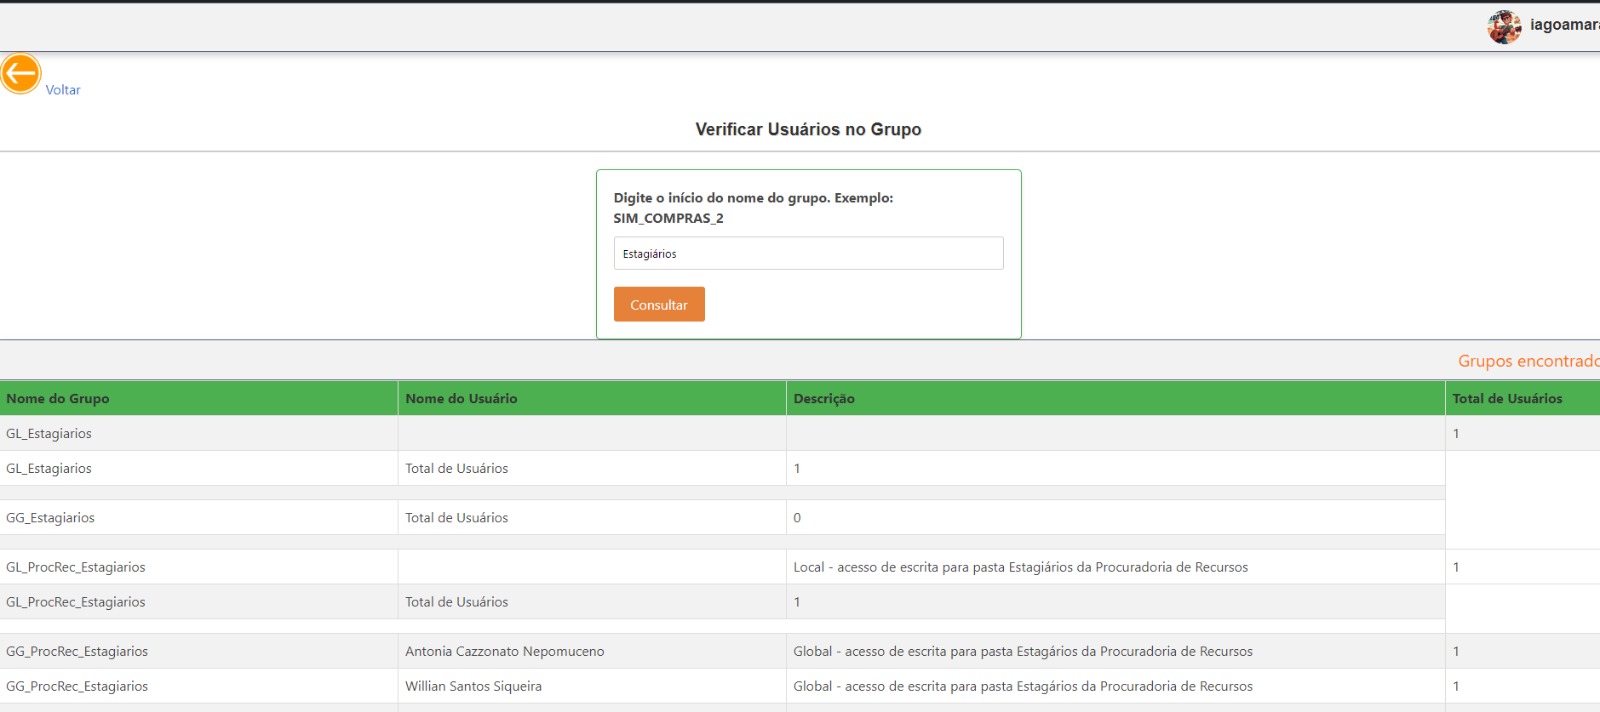 iagoamar
Voltar
Verificar Usuários no Grupo
Digite o início do nome do grupo. Exemplo:
SIM_COMPRAS_2
Estagiários
Consultar
Grupos encontrado
Nome do Grupo Nome do Usuário Descrição Total de Usuários
GL_Estagiarios 1
GL_Estagiarios Total de Usuários 1
GG_Estagiarios Total de Usuários 0
GL_ProcRec_Estagiarios Local - acesso de escrita para pasta Estagiários da Procuradoria de Recursos 1
GL_ProcRec_Estagiarios Total de Usuários 1
GG_ProcRec_Estagiarios Antonia Cazzonato Nepomuceno Global - acesso de escrita para pasta Estagários da Procuradoria de Recursos 1
GG_ProcRec_Estagiarios Willian Santos Siqueira Global - acesso de escrita para pasta Estagários da Procuradoria de Recursos 1